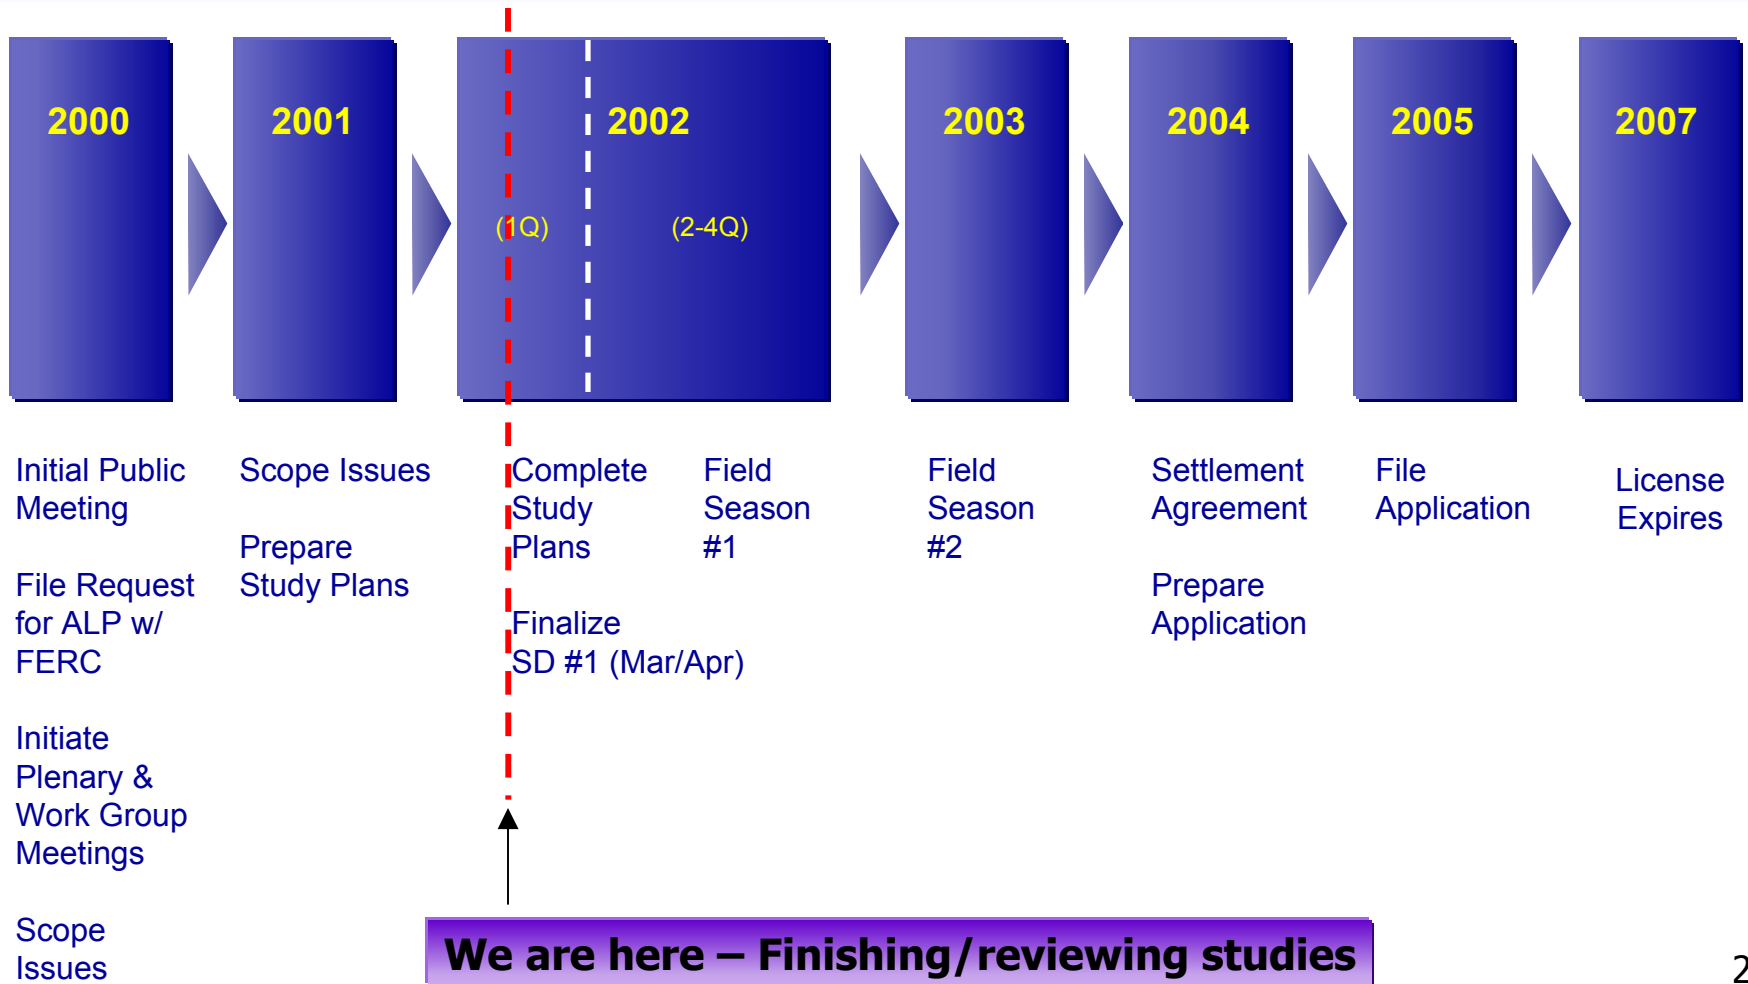 2000
2001
2002
2003
2004
2005
2007
(1Q)
(2-4Q)
Initial Public
Meeting
File Request
for ALP w/
FERC
Initiate
Plenary &
Work Group
Meetings
Scope
Issues
Scope Issues
Prepare
Study Plans
Complete
Study
Plans
Finalize
SD #1 (Mar/Apr)
Field
Season
#1
Field
Season
#2
Settlement
Agreement
Prepare
Application
File
Application
License
Expires
We are here – Finishing/reviewing studies
2